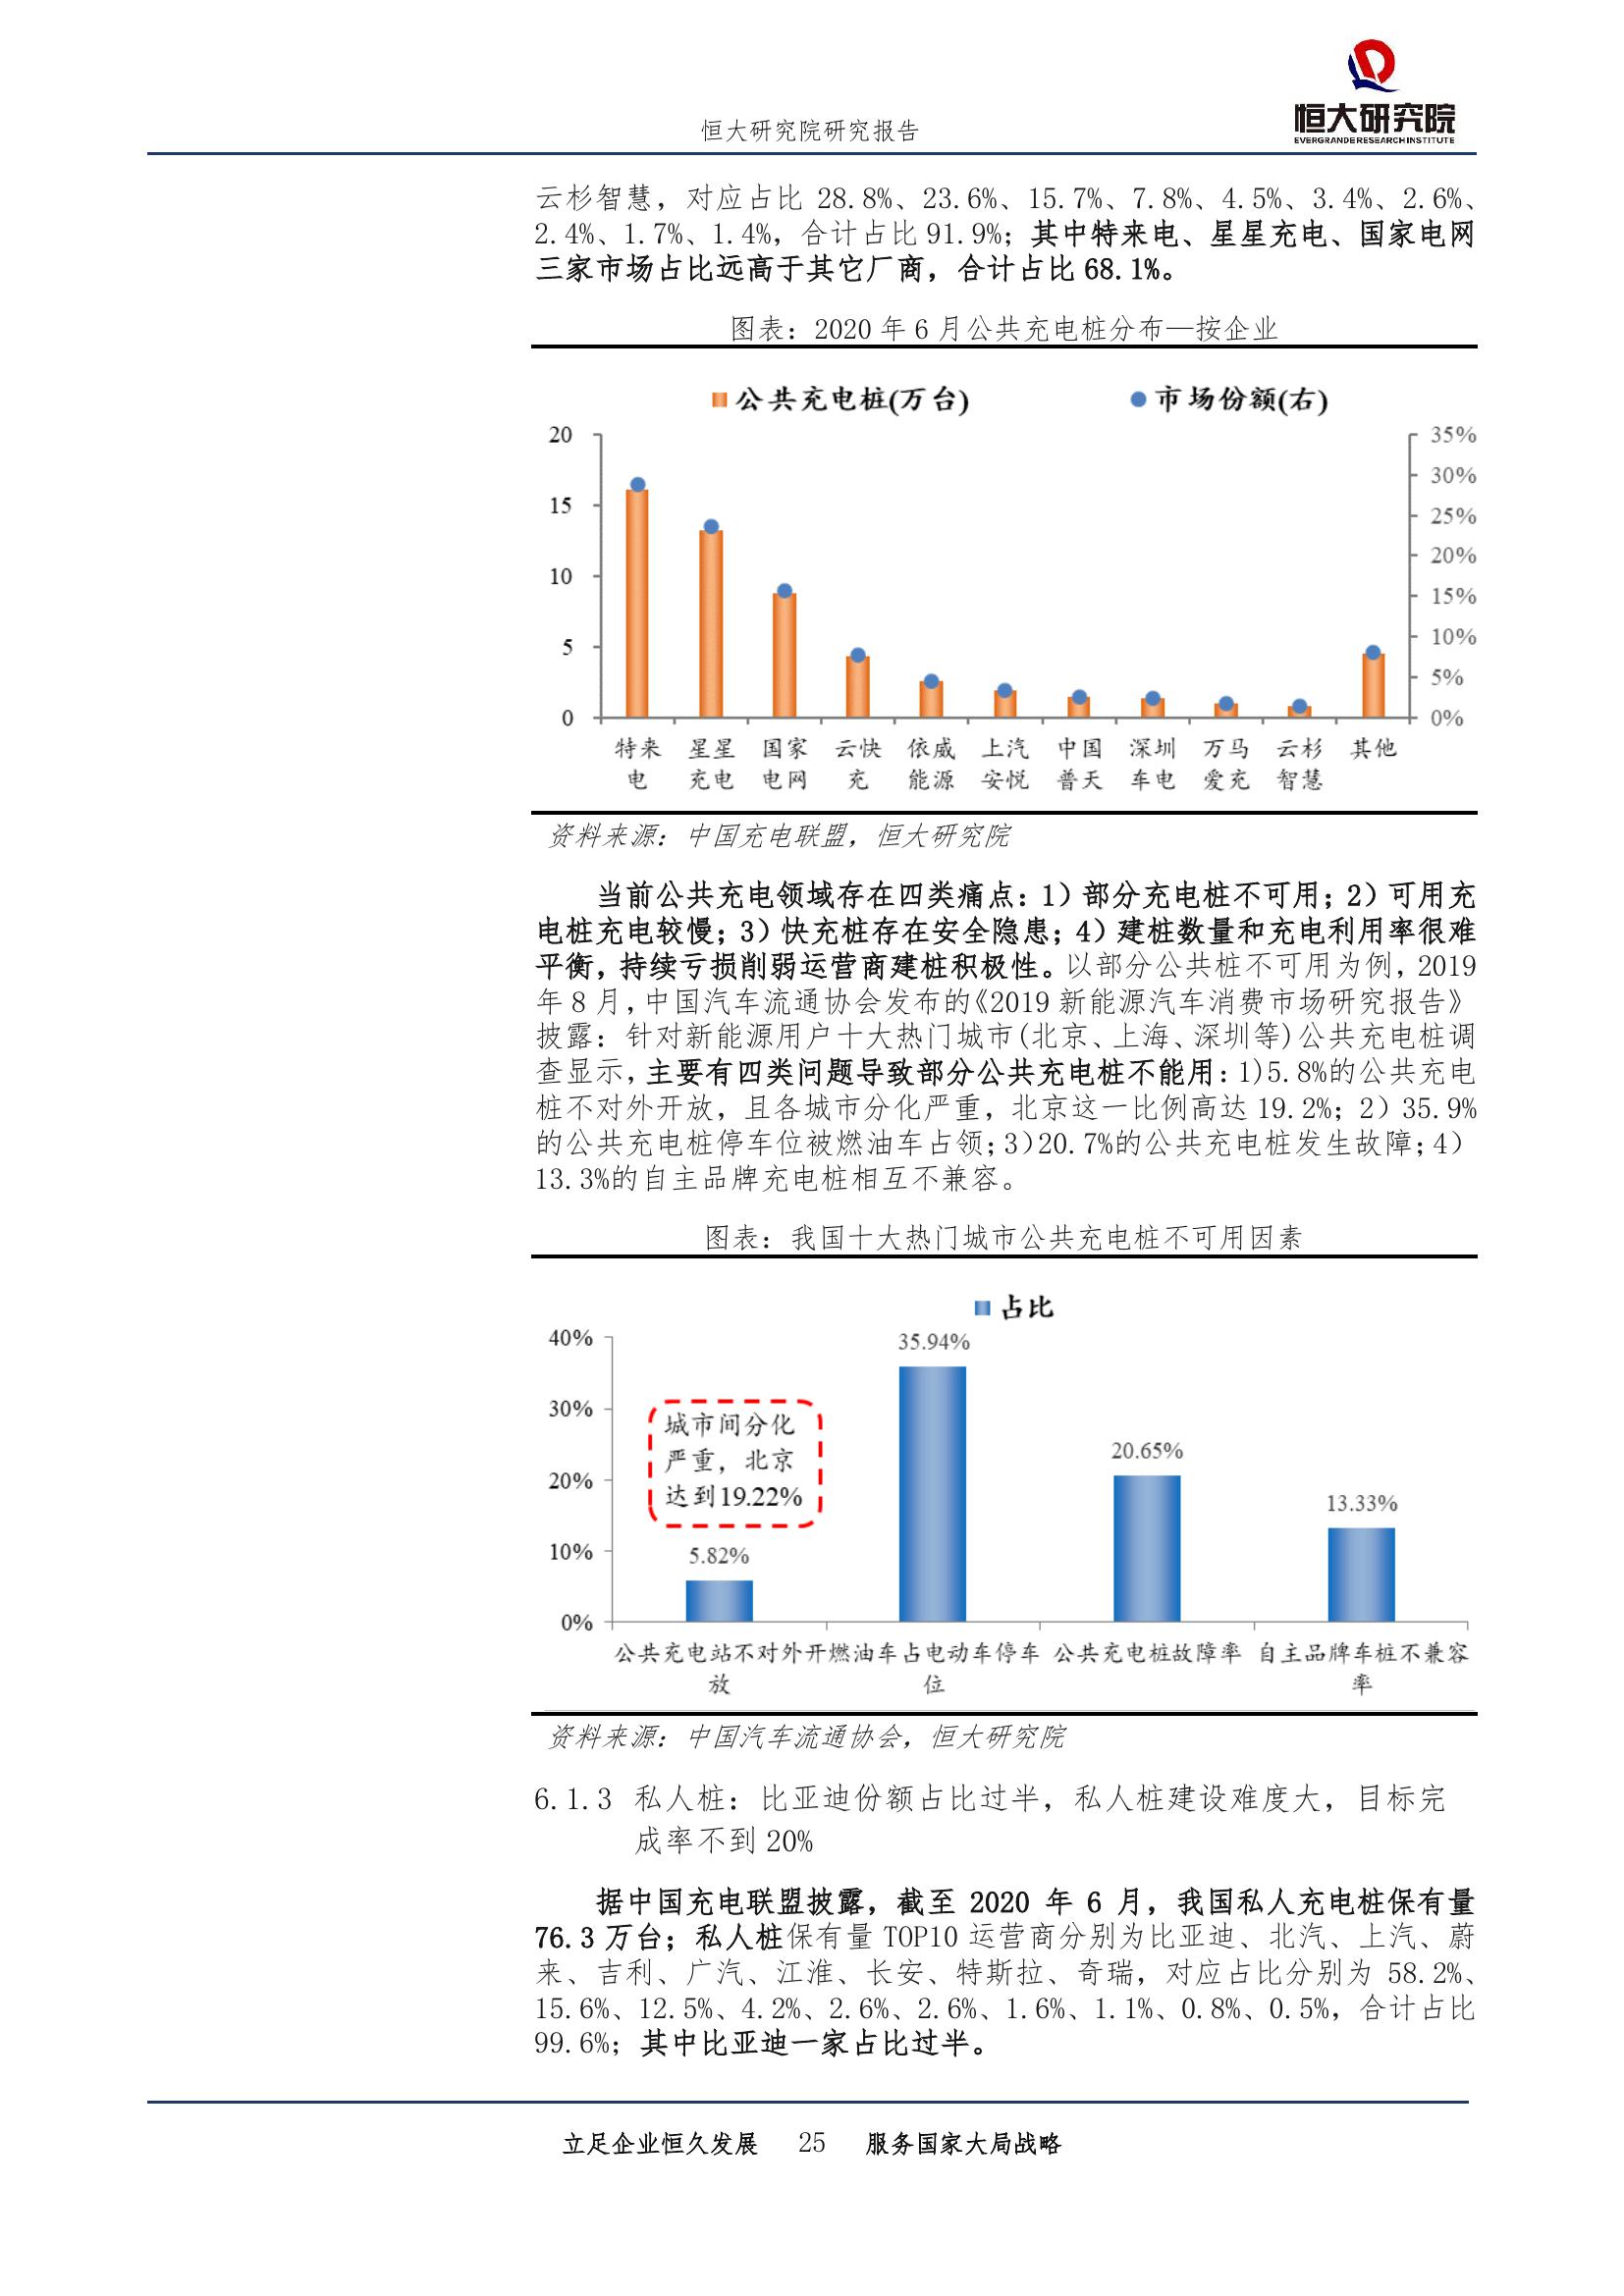 恒大研究院研究报告
恒大研究院
EVERGRANDE RESEARCH INSTITUTE
云杉智慧，对应占比 28.8%、23.6%、15.7%、7.8%、4.5%、3.4%、2.6%、
2.4%、1.7%、1.4%，合计占比 91.9%；其中特来电、星星充电、国家电网
三家市场占比远高于其它厂商，合计占比 68.1%。
图表：2020 年 6 月公共充电桩分布—按企业
公共充电桩(万台) 市场份额(右)
20 35%
30%
15 25%
20%
10 15%
10%
5 5%
0 0%
特来 星星 国家 云快 依威 上汽 中国 深圳 万马 云杉 其他
电 充电 电网 充 能源 安悦 普天 车电 爱充 智慧
资料来源：中国充电联盟，恒大研究院
当前公共充电领域存在四类痛点：1）部分充电桩不可用；2）可用充
电桩充电较慢；3）快充桩存在安全隐患；4）建桩数量和充电利用率很难
平衡，持续亏损削弱运营商建桩积极性。以部分公共桩不可用为例，2019
年 8 月，中国汽车流通协会发布的《2019 新能源汽车消费市场研究报告》
披露：针对新能源用户十大热门城市(北京、上海、深圳等)公共充电桩调
查显示，主要有四类问题导致部分公共充电桩不能用：1)5.8%的公共充电
桩不对外开放，且各城市分化严重，北京这一比例高达 19.2%；2）35.9%
的公共充电桩停车位被燃油车占领；3)20.7%的公共充电桩发生故障；4）
13.3%的自主品牌充电桩相互不兼容。
图表：我国十大热门城市公共充电桩不可用因素
占比
40%
35.94%
30%
城市间分化
严重，北京
达到19.22%
20.65%
20%
13.33%
10%
5.82%
0%
公共充电站不对外开 燃油车占电动车停车 公共充电桩故障率 自主品牌车桩不兼容
放 位 率
资料来源：中国汽车流通协会，恒大研究院
6.1.3 私人桩：比亚迪份额占比过半，私人桩建设难度大，目标完
成率不到 20%
据中国充电联盟披露，截至 2020 年 6 月，我国私人充电桩保有量
76.3 万台；私人桩保有量 TOP10 运营商分别为比亚迪、北汽、上汽、蔚
来、吉利、广汽、江淮、长安、特斯拉、奇瑞，对应占比分别为 58.2%、
15.6%、12.5%、4.2%、2.6%、2.6%、1.6%、1.1%、0.8%、0.5%，合计占比
99.6%；其中比亚迪一家占比过半。
立足企业恒久发展 25 服务国家大局战略